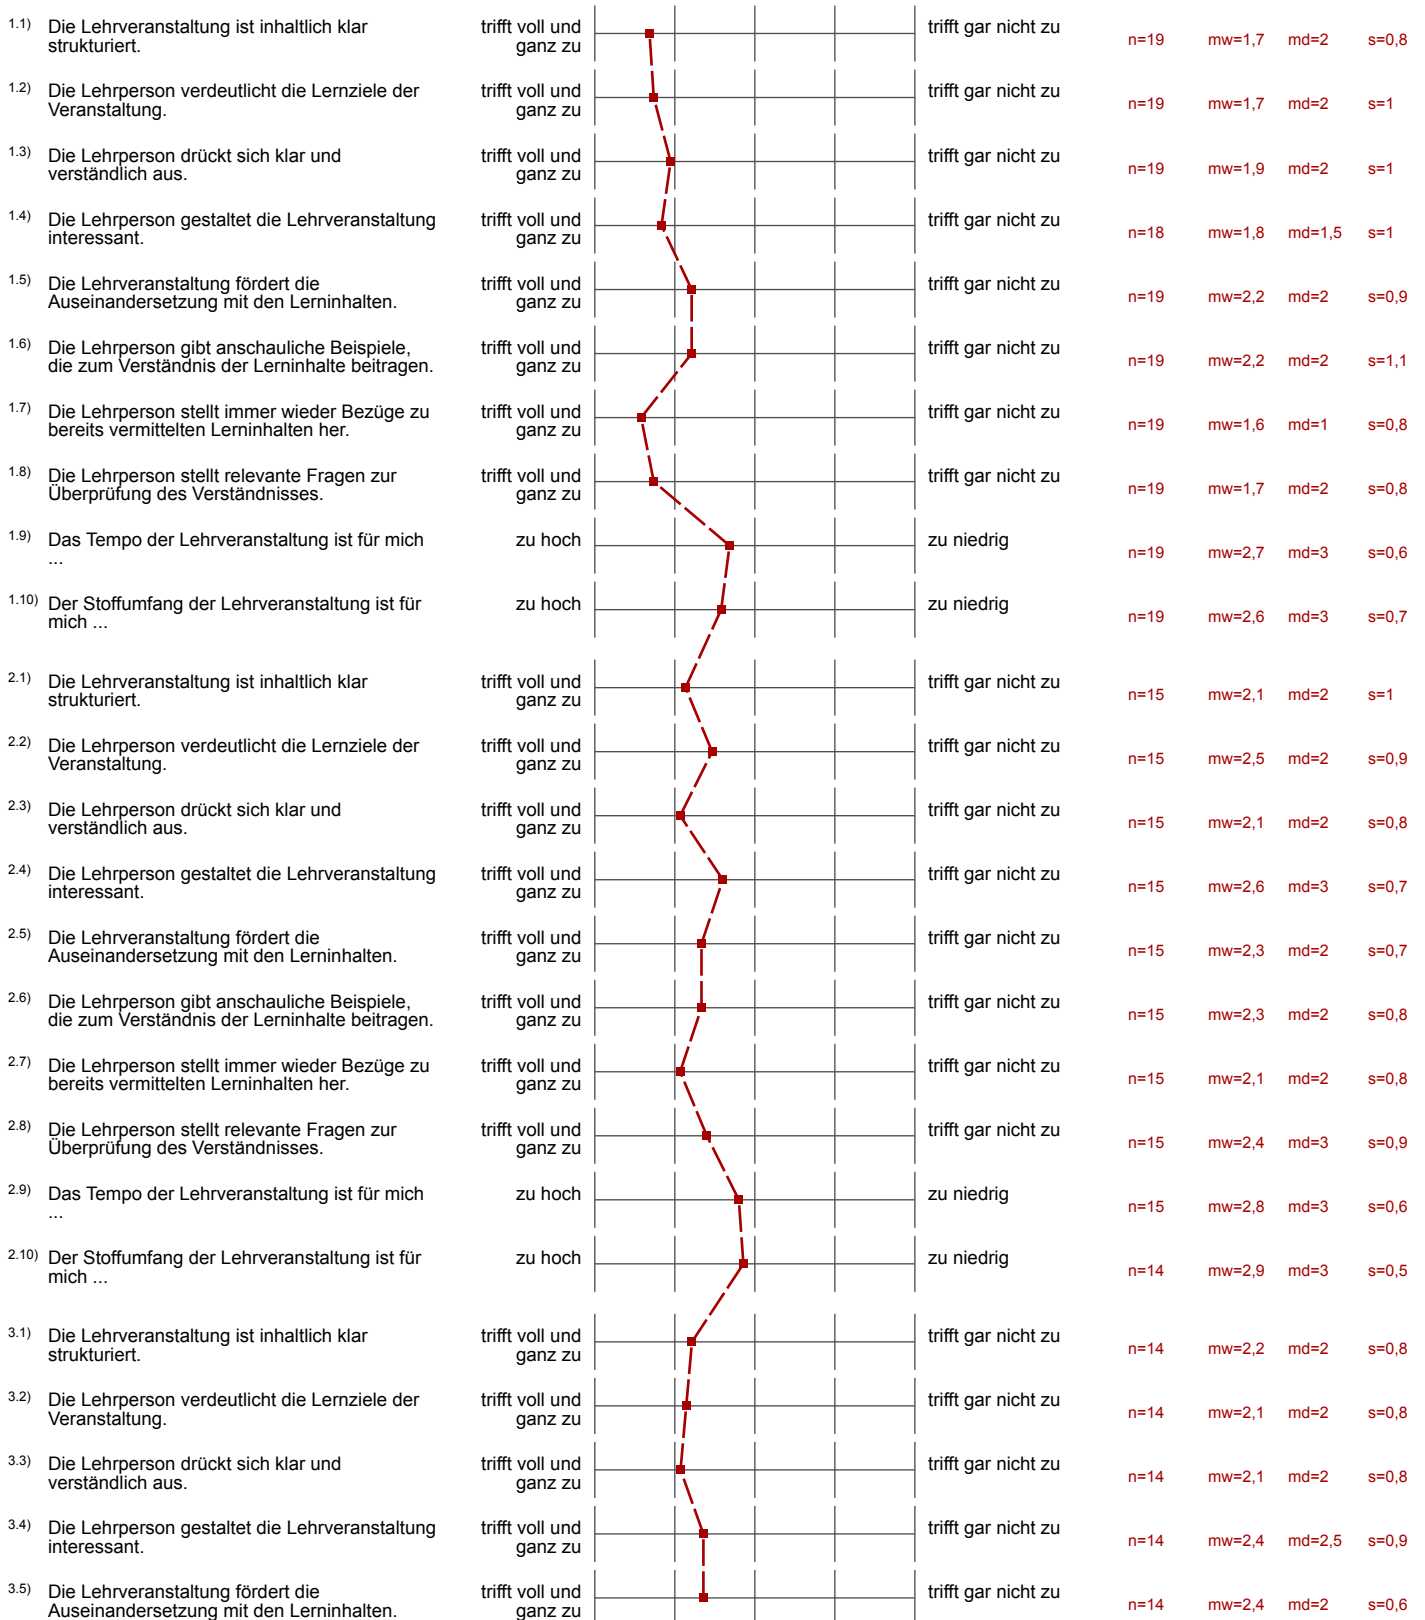 1.1) Die Lehrveranstaltung ist inhaltlich klar trifft voll und trifft gar nicht zu
strukturiert. ganz zu n=19 mw=1,7 md=2 s=0,8
1.2) Die Lehrperson verdeutlicht die Lernziele der trifft voll und trifft gar nicht zu
Veranstaltung. ganz zu n=19 mw=1,7 md=2 s=1
1.3) Die Lehrperson drückt sich klar und trifft voll und trifft gar nicht zu
verständlich aus. ganz zu n=19 mw=1,9 md=2 s=1
1.4) Die Lehrperson gestaltet die Lehrveranstaltung trifft voll und trifft gar nicht zu
interessant. ganz zu n=18 mw=1,8 md=1,5 s=1
1.5) Die Lehrveranstaltung fördert die trifft voll und trifft gar nicht zu
Auseinandersetzung mit den Lerninhalten. ganz zu n=19 mw=2,2 md=2 s=0,9
1.6) Die Lehrperson gibt anschauliche Beispiele, trifft voll und trifft gar nicht zu
die zum Verständnis der Lerninhalte beitragen. ganz zu n=19 mw=2,2 md=2 s=1,1
1.7) Die Lehrperson stellt immer wieder Bezüge zu trifft voll und trifft gar nicht zu
bereits vermittelten Lerninhalten her. ganz zu n=19 mw=1,6 md=1 s=0,8
1.8) Die Lehrperson stellt relevante Fragen zur trifft voll und trifft gar nicht zu
Überprüfung des Verständnisses. ganz zu n=19 mw=1,7 md=2 s=0,8
1.9) Das Tempo der Lehrveranstaltung ist für mich zu hoch zu niedrig
... n=19 mw=2,7 md=3 s=0,6
1.10) Der Stoffumfang der Lehrveranstaltung ist für zu hoch zu niedrig
mich ... n=19 mw=2,6 md=3 s=0,7
2.1) Die Lehrveranstaltung ist inhaltlich klar trifft voll und trifft gar nicht zu
strukturiert. ganz zu n=15 mw=2,1 md=2 s=1
2.2) Die Lehrperson verdeutlicht die Lernziele der trifft voll und trifft gar nicht zu
Veranstaltung. ganz zu n=15 mw=2,5 md=2 s=0,9
2.3) Die Lehrperson drückt sich klar und trifft voll und trifft gar nicht zu
verständlich aus. ganz zu n=15 mw=2,1 md=2 s=0,8
2.4) Die Lehrperson gestaltet die Lehrveranstaltung trifft voll und trifft gar nicht zu
interessant. ganz zu n=15 mw=2,6 md=3 s=0,7
2.5) Die Lehrveranstaltung fördert die trifft voll und trifft gar nicht zu
Auseinandersetzung mit den Lerninhalten. ganz zu n=15 mw=2,3 md=2 s=0,7
2.6) Die Lehrperson gibt anschauliche Beispiele, trifft voll und trifft gar nicht zu
die zum Verständnis der Lerninhalte beitragen. ganz zu n=15 mw=2,3 md=2 s=0,8
2.7) Die Lehrperson stellt immer wieder Bezüge zu trifft voll und trifft gar nicht zu
bereits vermittelten Lerninhalten her. ganz zu n=15 mw=2,1 md=2 s=0,8
2.8) Die Lehrperson stellt relevante Fragen zur trifft voll und trifft gar nicht zu
Überprüfung des Verständnisses. ganz zu n=15 mw=2,4 md=3 s=0,9
2.9) Das Tempo der Lehrveranstaltung ist für mich zu hoch zu niedrig
... n=15 mw=2,8 md=3 s=0,6
2.10) Der Stoffumfang der Lehrveranstaltung ist für zu hoch zu niedrig
mich ... n=14 mw=2,9 md=3 s=0,5
3.1) Die Lehrveranstaltung ist inhaltlich klar trifft voll und trifft gar nicht zu
strukturiert. ganz zu n=14 mw=2,2 md=2 s=0,8
3.2) Die Lehrperson verdeutlicht die Lernziele der trifft voll und trifft gar nicht zu
Veranstaltung. ganz zu n=14 mw=2,1 md=2 s=0,8
3.3) Die Lehrperson drückt sich klar und trifft voll und trifft gar nicht zu
verständlich aus. ganz zu n=14 mw=2,1 md=2 s=0,8
3.4) Die Lehrperson gestaltet die Lehrveranstaltung trifft voll und trifft gar nicht zu
interessant. ganz zu n=14 mw=2,4 md=2,5 s=0,9
3.5) Die Lehrveranstaltung fördert die trifft voll und trifft gar nicht zu
Auseinandersetzung mit den Lerninhalten. ganz zu n=14 mw=2,4 md=2 s=0,6